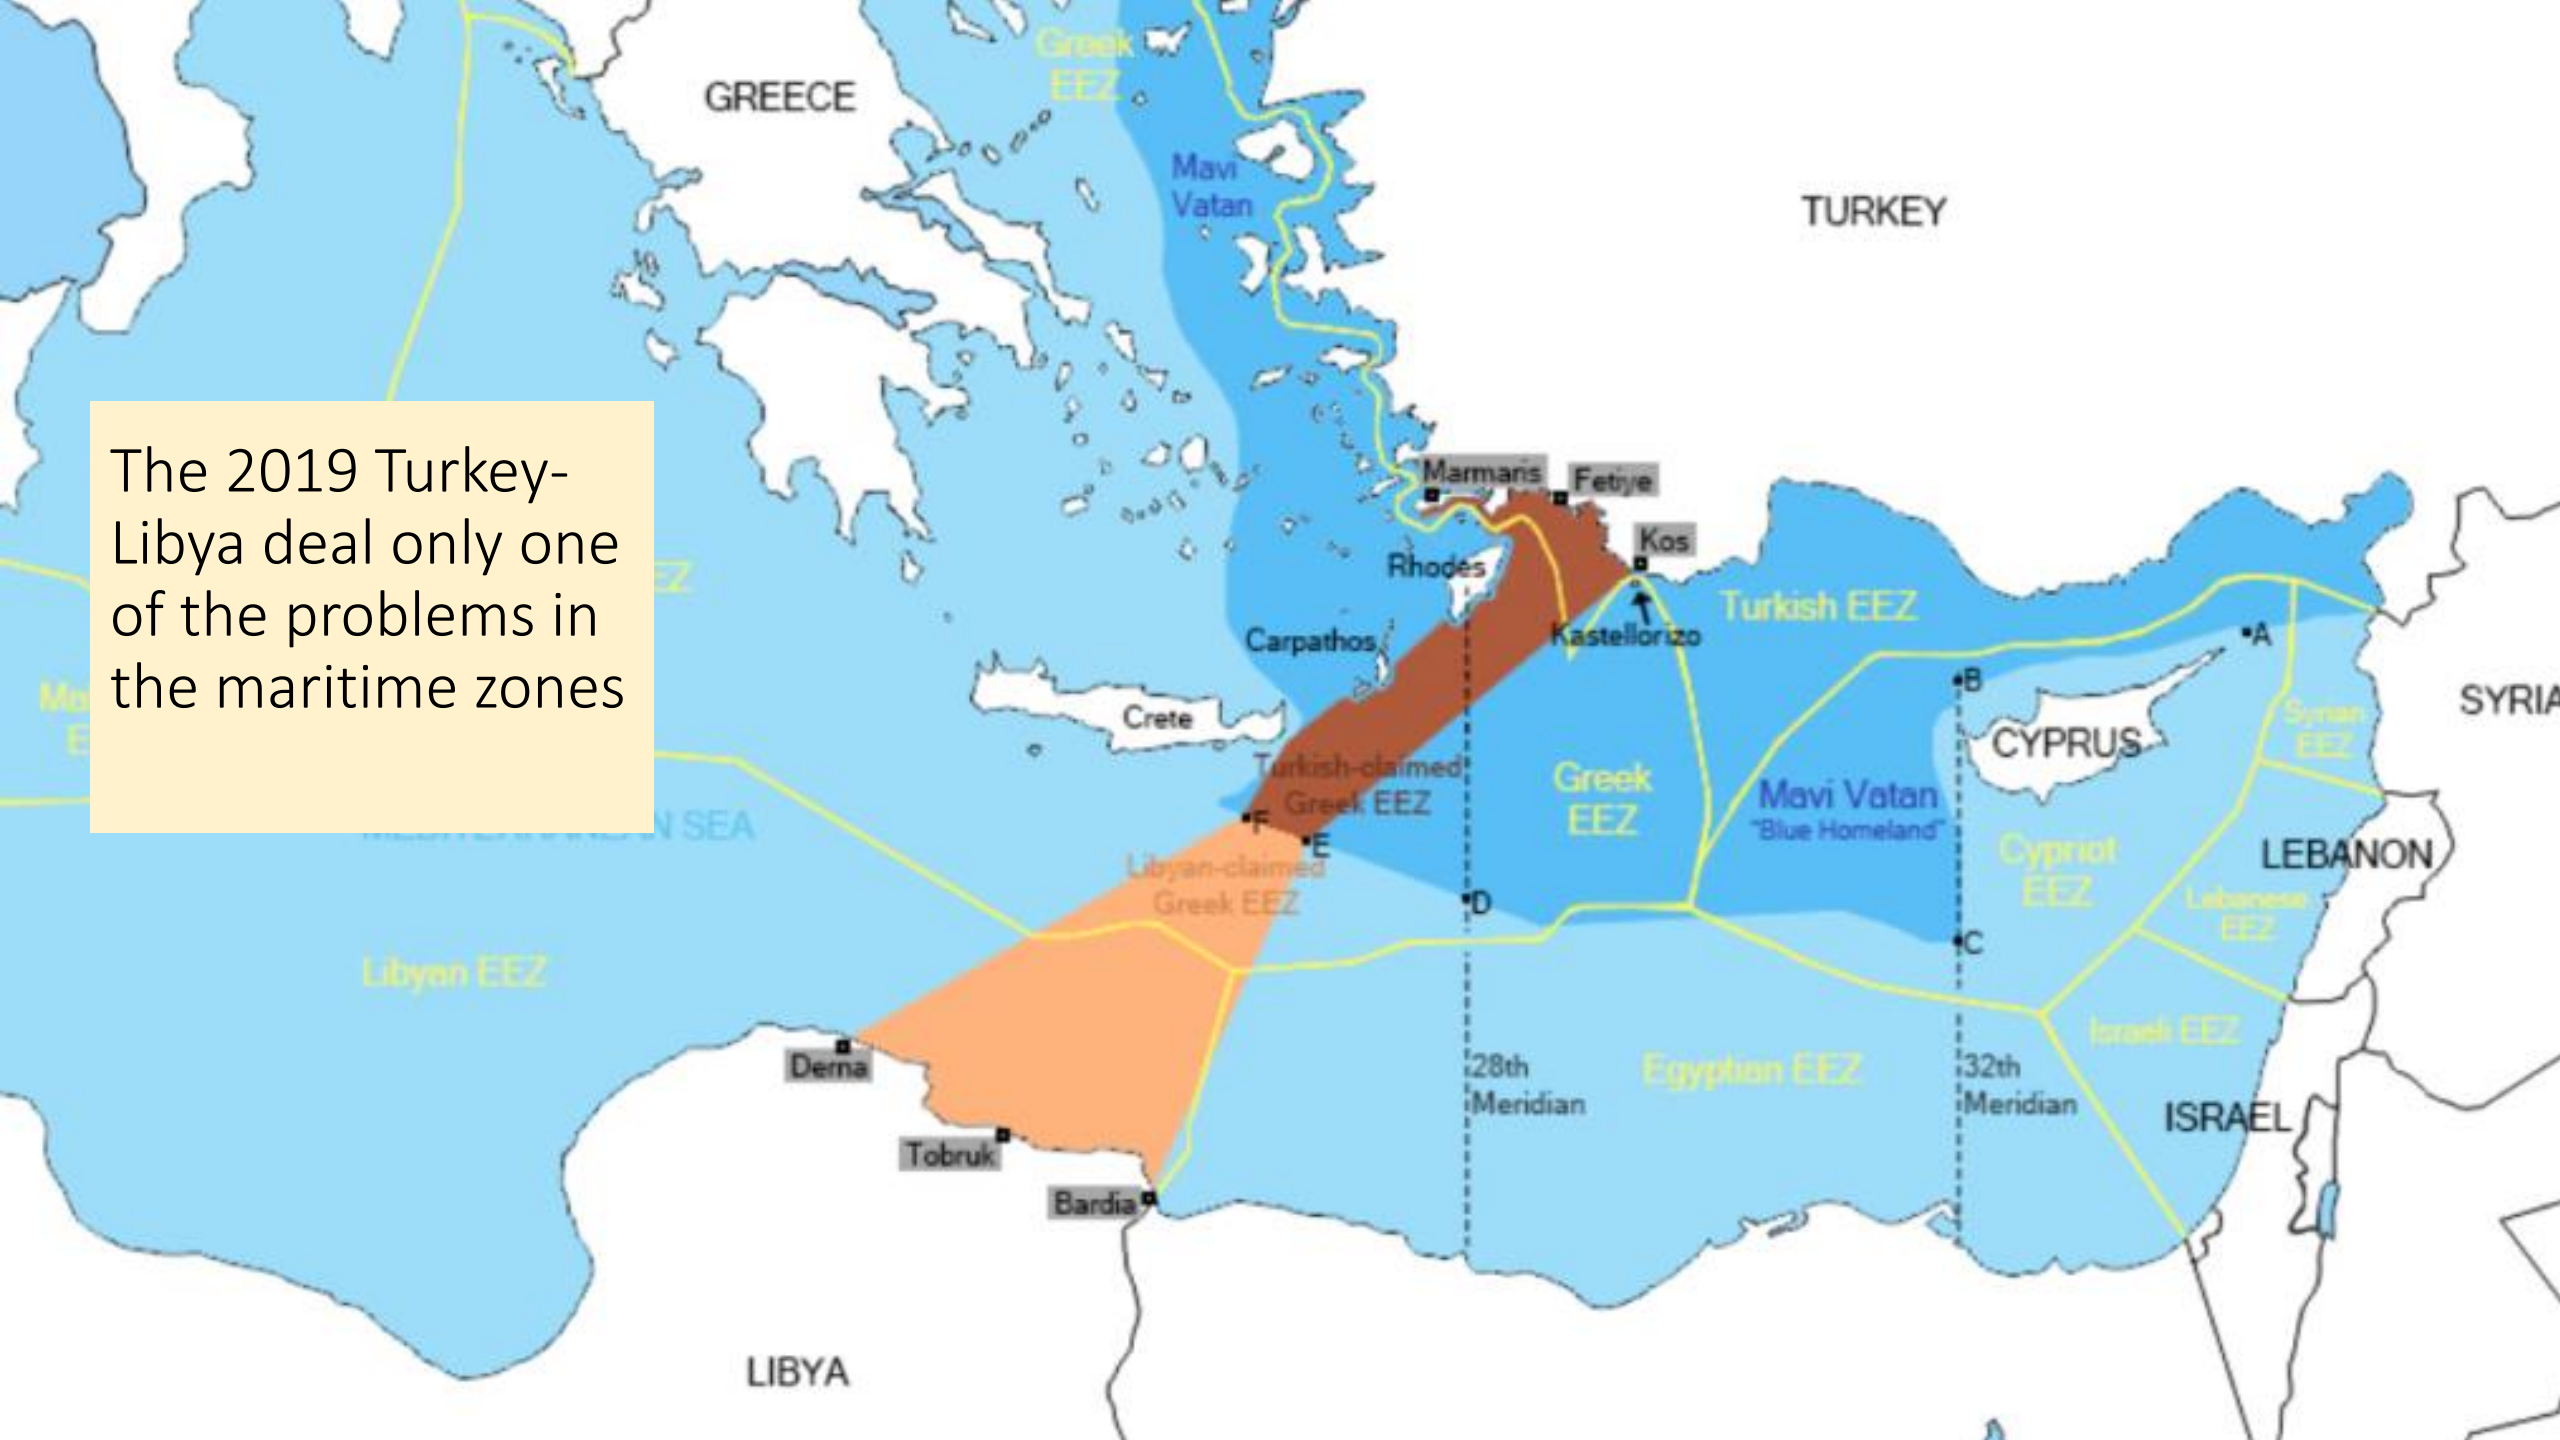 Greek
EEZ
GREECE
Mavi
Vatan
TURKEY
The 2019 Turkey-
Libya deal only one
of the problems in
the maritime zones
Marmaris
Fetiye
Kos
Rhodes
Kastellorizo
Turkish EEZ
Carpathos
A
B
Crete
CYPRUS
SYRIA
Syrian
EEZ
Turkish-claimed
Greek EEZ
Greek
EEZ
Mavi Vatan
"Blue Homeland"
F
E
Libyan-claimed
Greek EEZ
Cypriot
EEZ
LEBANON
Lebanese
EEZ
D
C
N SEA
Libyan EEZ
Derna
Tobruk
Bardia
28th
Meridian
Egyptian EEZ
32th
Meridian
Israeli EEZ
ISRAEL
LIBYA